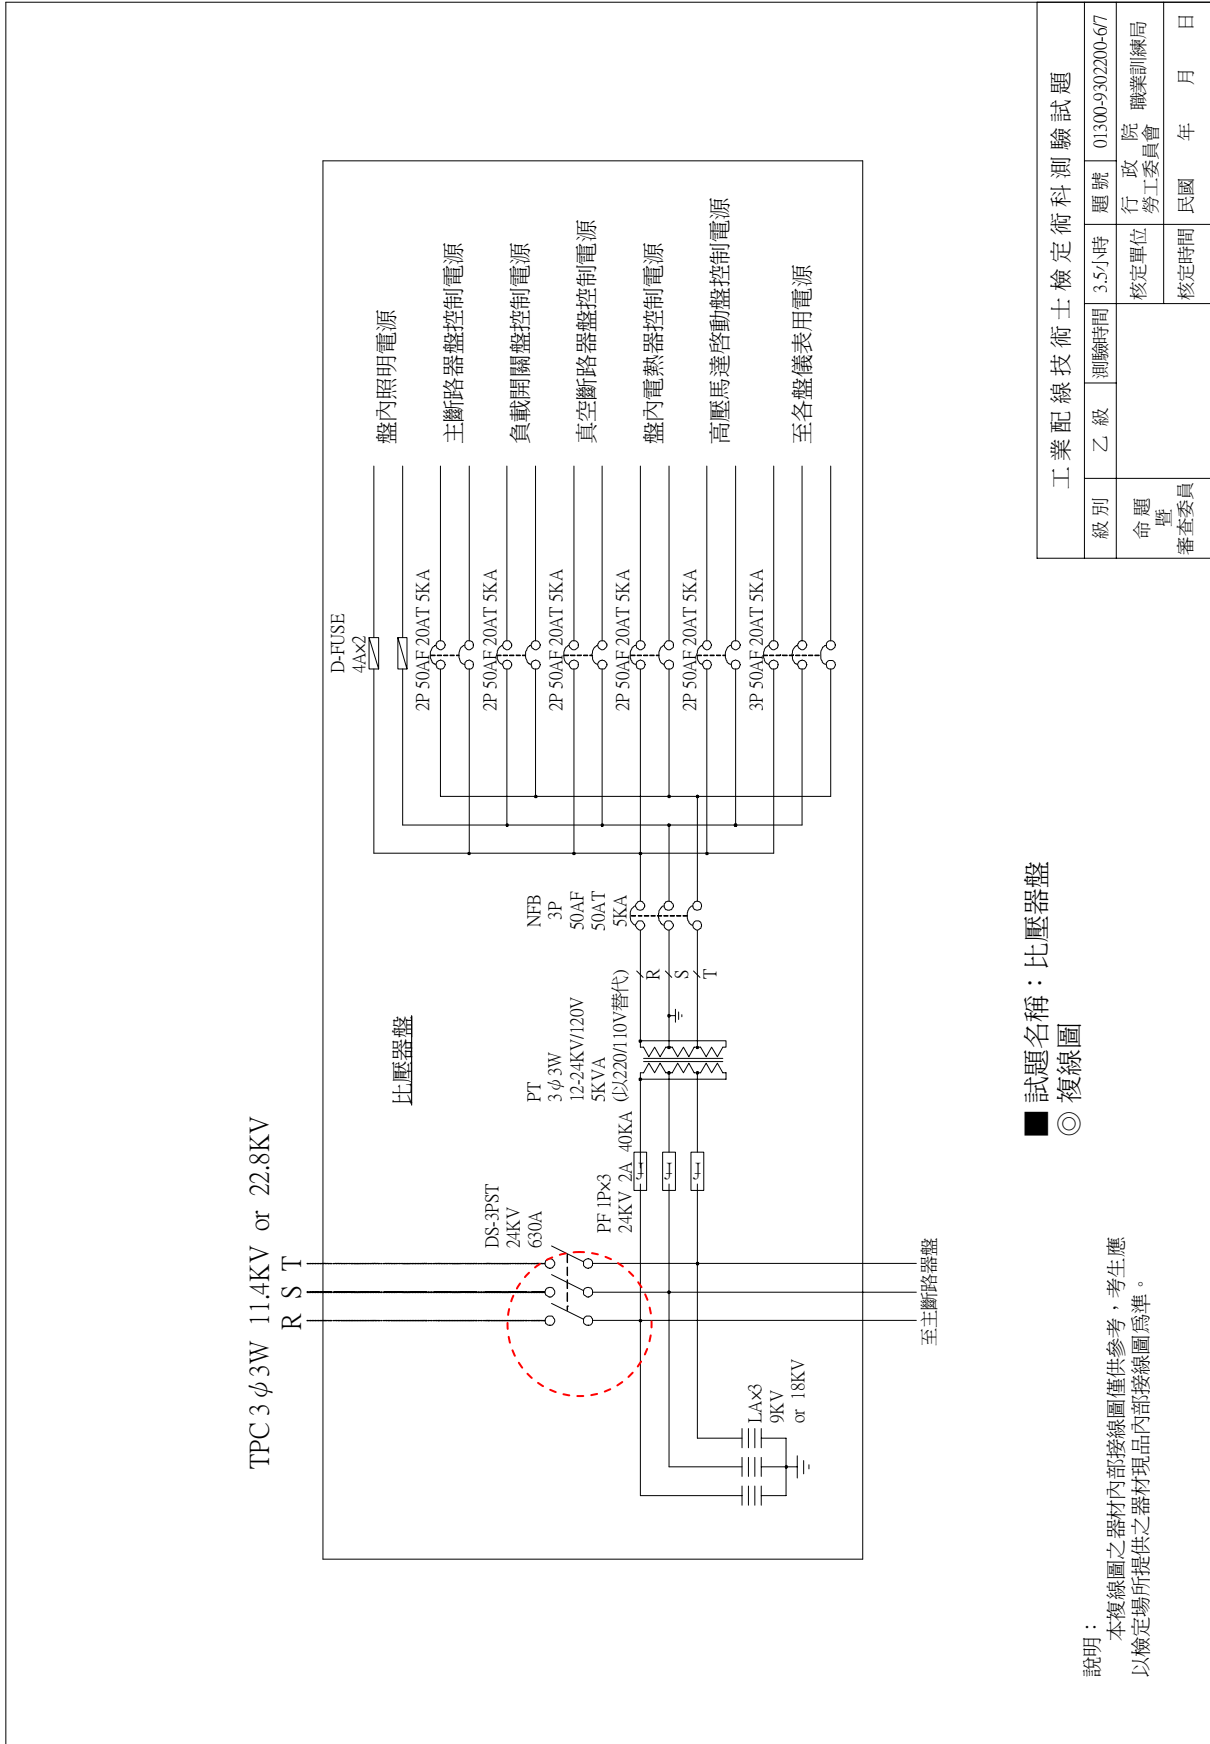 TPC 3φ3W 11.4KV or 22.8KV
R
S
T
比壓器盤
DS-3PST
24KV
630A
PF 1P×3
24KV 2A 40KA
LA×3
9KV
or 18KV
至主斷路器盤
PT
3φ3W
12-24KV/120V
5KVA
(以220/110V替代)
R
S
T
NFB
3P
50AF
50AT
5KA
D-FUSE
4A×2
2P 50AF 20AT 5KA
2P 50AF 20AT 5KA
2P 50AF 20AT 5KA
2P 50AF 20AT 5KA
2P 50AF 20AT 5KA
3P 50AF 20AT 5KA
盤內照明電源
主斷路器盤控制電源
負載開關盤控制電源
真空斷路器盤控制電源
盤內電熱器控制電源
高壓馬達啓動盤控制電源
至各盤儀表用電源
■ 試題名稱：比壓器盤
◎ 複線圖
說明：
本複線圖之器材內部接線圖僅供參考，考生應
以檢定場所提供之器材現品內部接線圖爲準。
工業配線技術士檢定術科測驗試題
級別 乙級 測驗時間 3.5小時 題號 01300-9302200-6/7
命題
暨
審查委員
核定單位 行政院 勞工委員會 職業訓練局
核定時間 民國 年 月 日